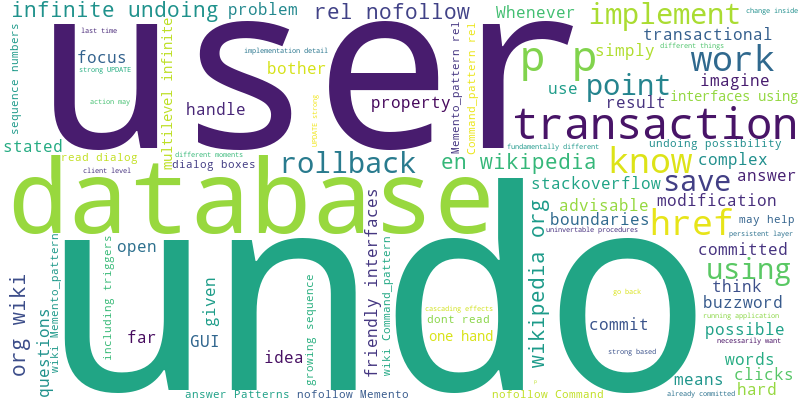 infinite undoing
problem
rel nofollow
Whenever
implement
change inside
user
last time
focus
strong UPDATE
action may
sequence numbers
multilevel infinite
implementation detail
bother
handle
UPDATE strong
property
Memento_pattern rel
Command_pattern rel
p p
simply
transactional
different things
work
point
use
imagine
result
interfaces using
transaction
stated
read dialog
different moments
dialog boxes
client level
rollback
en wikipedia
fundamentally different
know
undoing possibility
complex
answer
database
stackoverflow
save
advisable
modification
boundaries
href
may help
uninvertable procedures
persistent layer
undo
org wiki
questions
wiki Memento_pattern
including triggers
open
far
GUI
given
idea
growing sequence
friendly interfaces
wiki Command_pattern
cascading effects
dont read
one hand
wikipedia org
go back
commit
strong based
committed
using
think
buzzword
possible
running application
necessarily want
words
means
clicks
hard
already committed
answer Patterns
nofollow Memento
nofollow Command